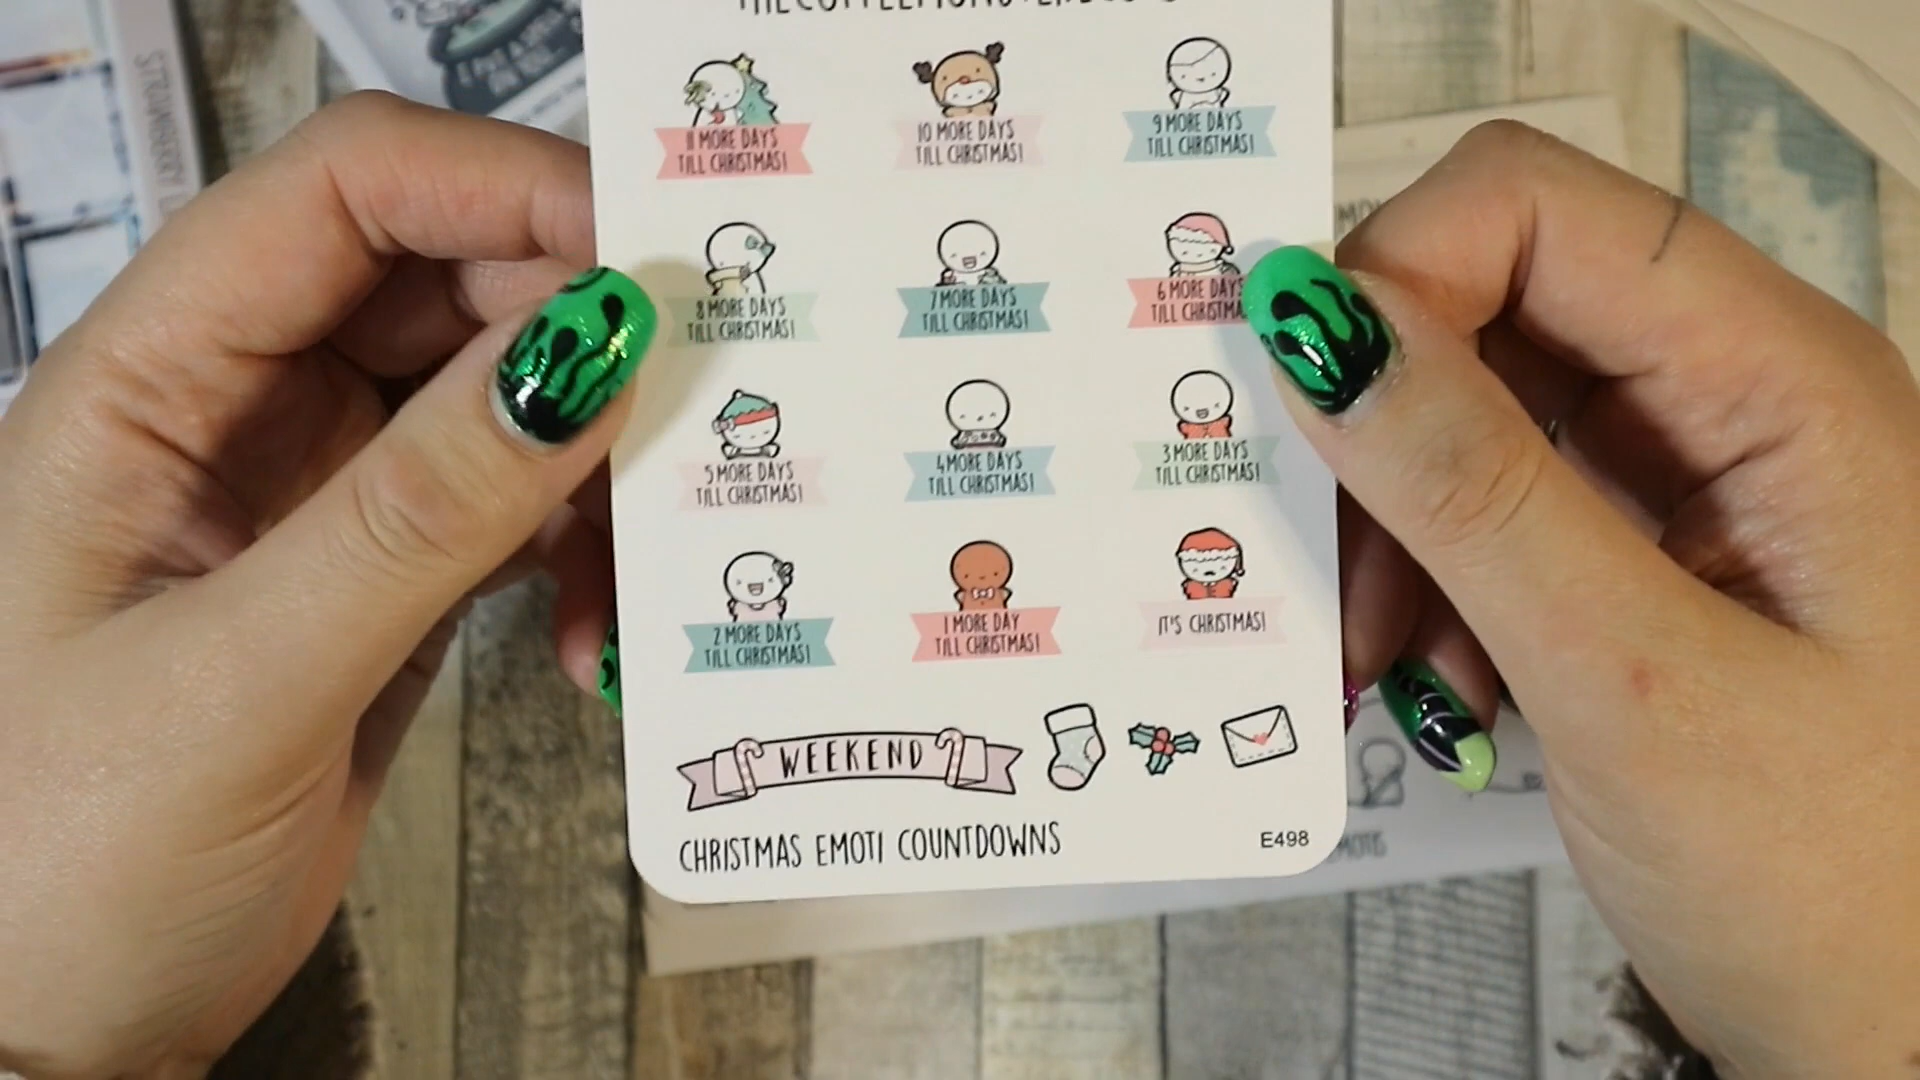 11 MORE DAYS
TILL CHRISTMAS!
10 MORE DAYS
TILL CHRISTMAS!
9 MORE DAYS
TILL CHRISTMAS!
8 MORE DAYS
TILL CHRISTMAS!
7 MORE DAYS
TILL CHRISTMAS!
6 MORE DAYS
TILL
5 MORE DAYS
TILL CHRISTMAS!
4 MORE DAYS
TILL CHRISTMAS!
3 MORE DAYS
TILL CHRISTMAS!
2 MORE DAYS
TILL CHRISTMAS!
1 MORE DAY
TILL CHRISTMAS!
IT'S CHRISTMAS!
WEEKEND
CHRISTMAS EMOTI COUNTDOWNS
E498